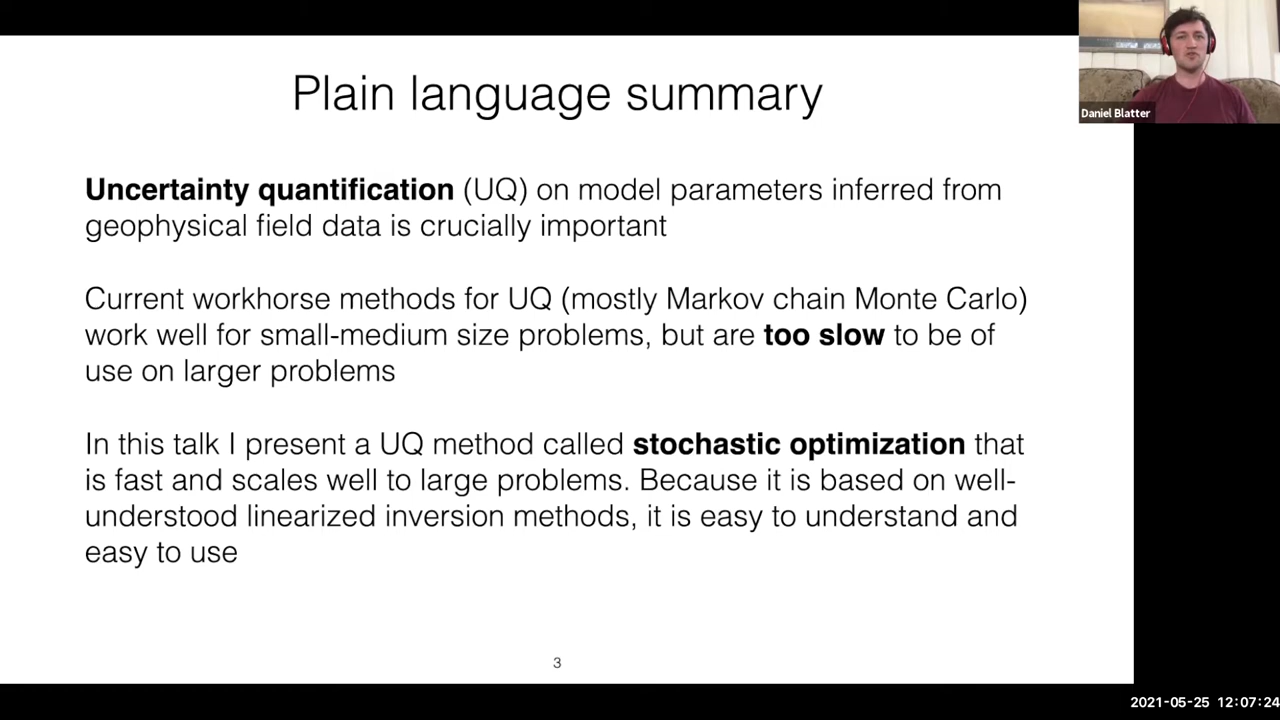 Plain language summary
Daniel Blatter
Uncertainty quantification (UQ) on model parameters inferred from
geophysical field data is crucially important
Current workhorse methods for UQ (mostly Markov chain Monte Carlo)
work well for small-medium size problems, but are too slow to be of
use on larger problems
In this talk I present a UQ method called stochastic optimization that
is fast and scales well to large problems. Because it is based on well-
understood linearized inversion methods, it is easy to understand and
easy to use
3
2021-05-25 12:07:24